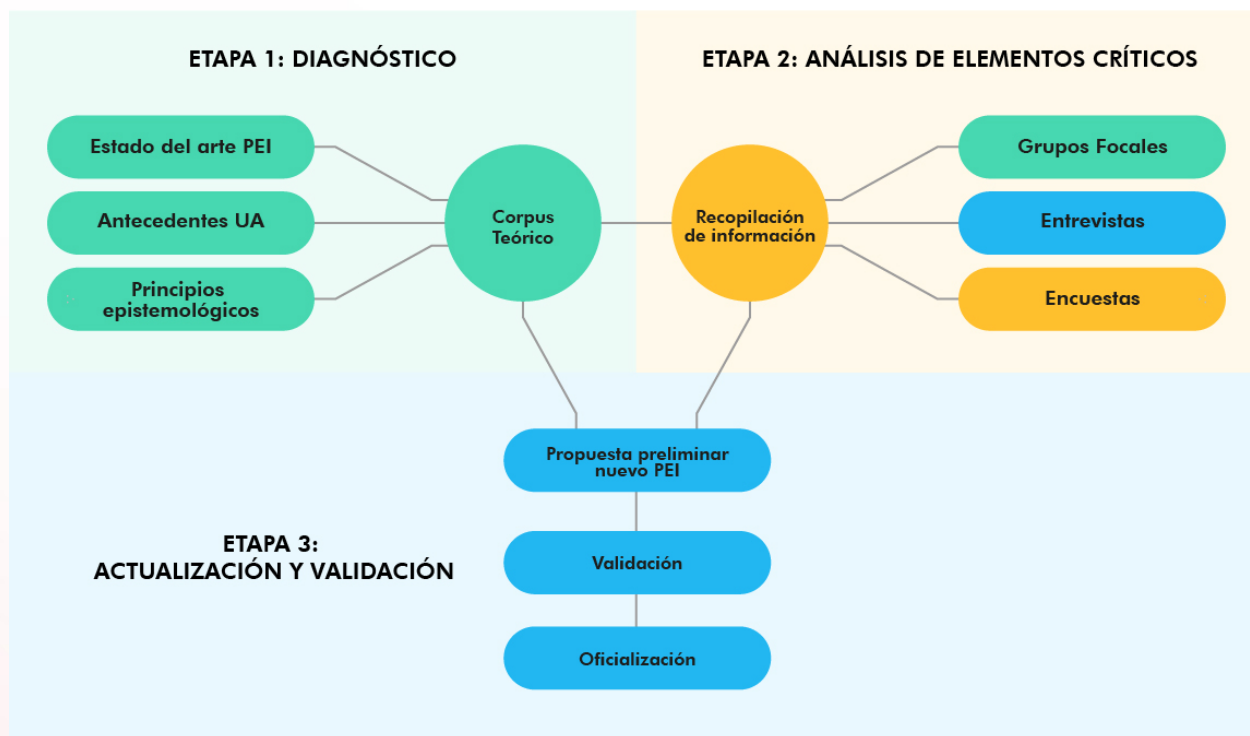 ETAPA 1: DIAGNÓSTICO
Estado del arte PEI
Antecedentes UA
Principios
epistemológicos
Corpus
Teórico
ETAPA 2: ANÁLISIS DE ELEMENTOS CRÍTICOS
Recopilación
de información
Grupos Focales
Entrevistas
Encuestas
ETAPA 3:
ACTUALIZACIÓN Y VALIDACIÓN
Propuesta preliminar
nuevo PEI
Validación
Oficialización